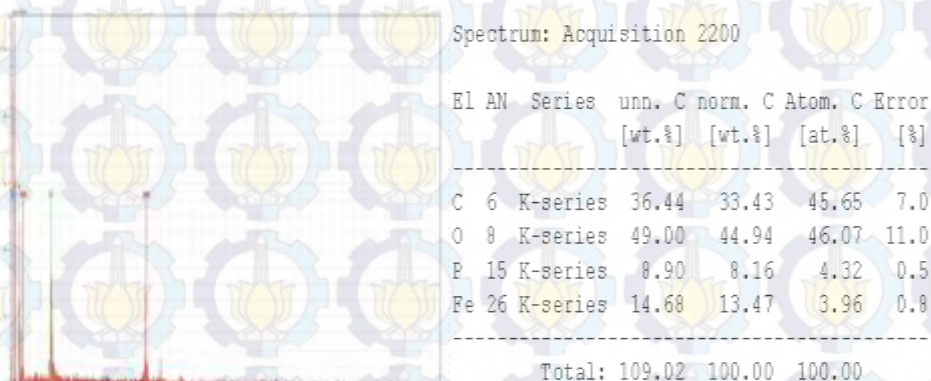 Spectrum: Acquisition 2200
El AN Series unn. C norm. C Atom. C Error
[wt.%] [wt.%] [at.%] [%]
C 6 K-series 36.44 33.43 45.65 7.0
O 8 K-series 49.00 44.94 46.07 11.0
P 15 K-series 8.90 8.16 4.32 0.5
Fe 26 K-series 14.68 13.47 3.96 0.8
Total: 109.02 100.00 100.00